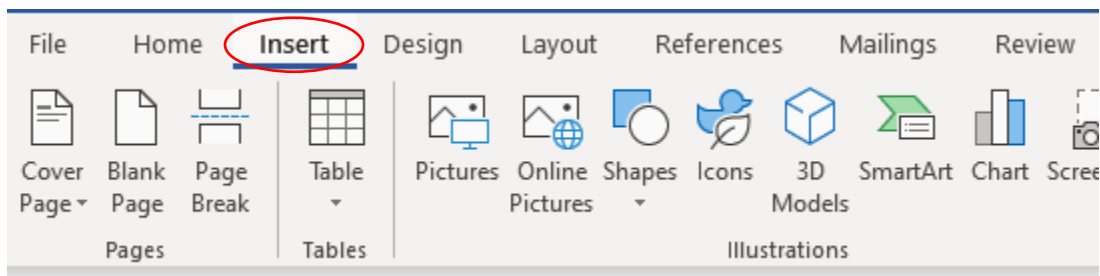 File Home Insert Design Layout References Mailings Review
Cover Blank Page Table Pictures Online Shapes Icons 3D SmartArt Chart Scree
Page Page Break Pictures Models
Pages Tables Illustrations